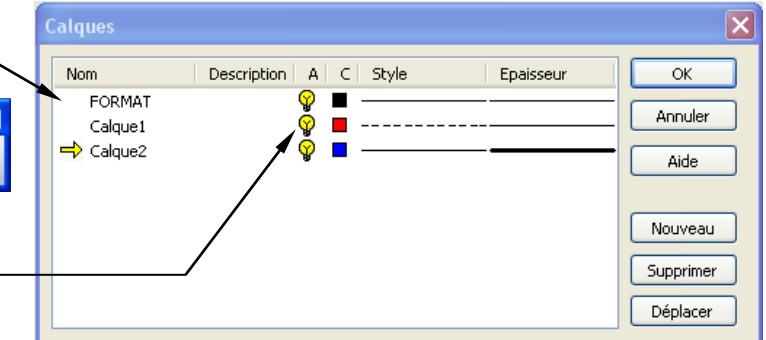 Calques
Nom Description A C Style Epaisseur
FORMAT
Calque1
Calque2
OK
Annuler
Aide
Nouveau
Supprimer
Déplacer